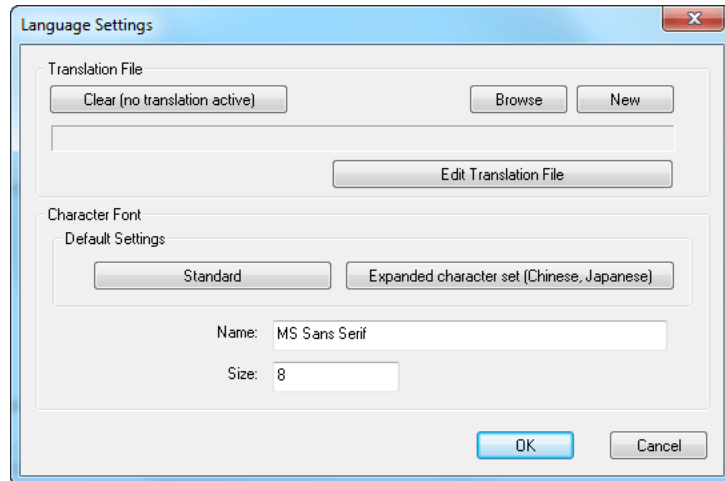 Language Settings
Translation File
Clear (no translation active)
Browse
New
Edit Translation File
Character Font
Default Settings
Standard
Expanded character set (Chinese, Japanese)
Name: MS Sans Serif
Size: 8
OK
Cancel